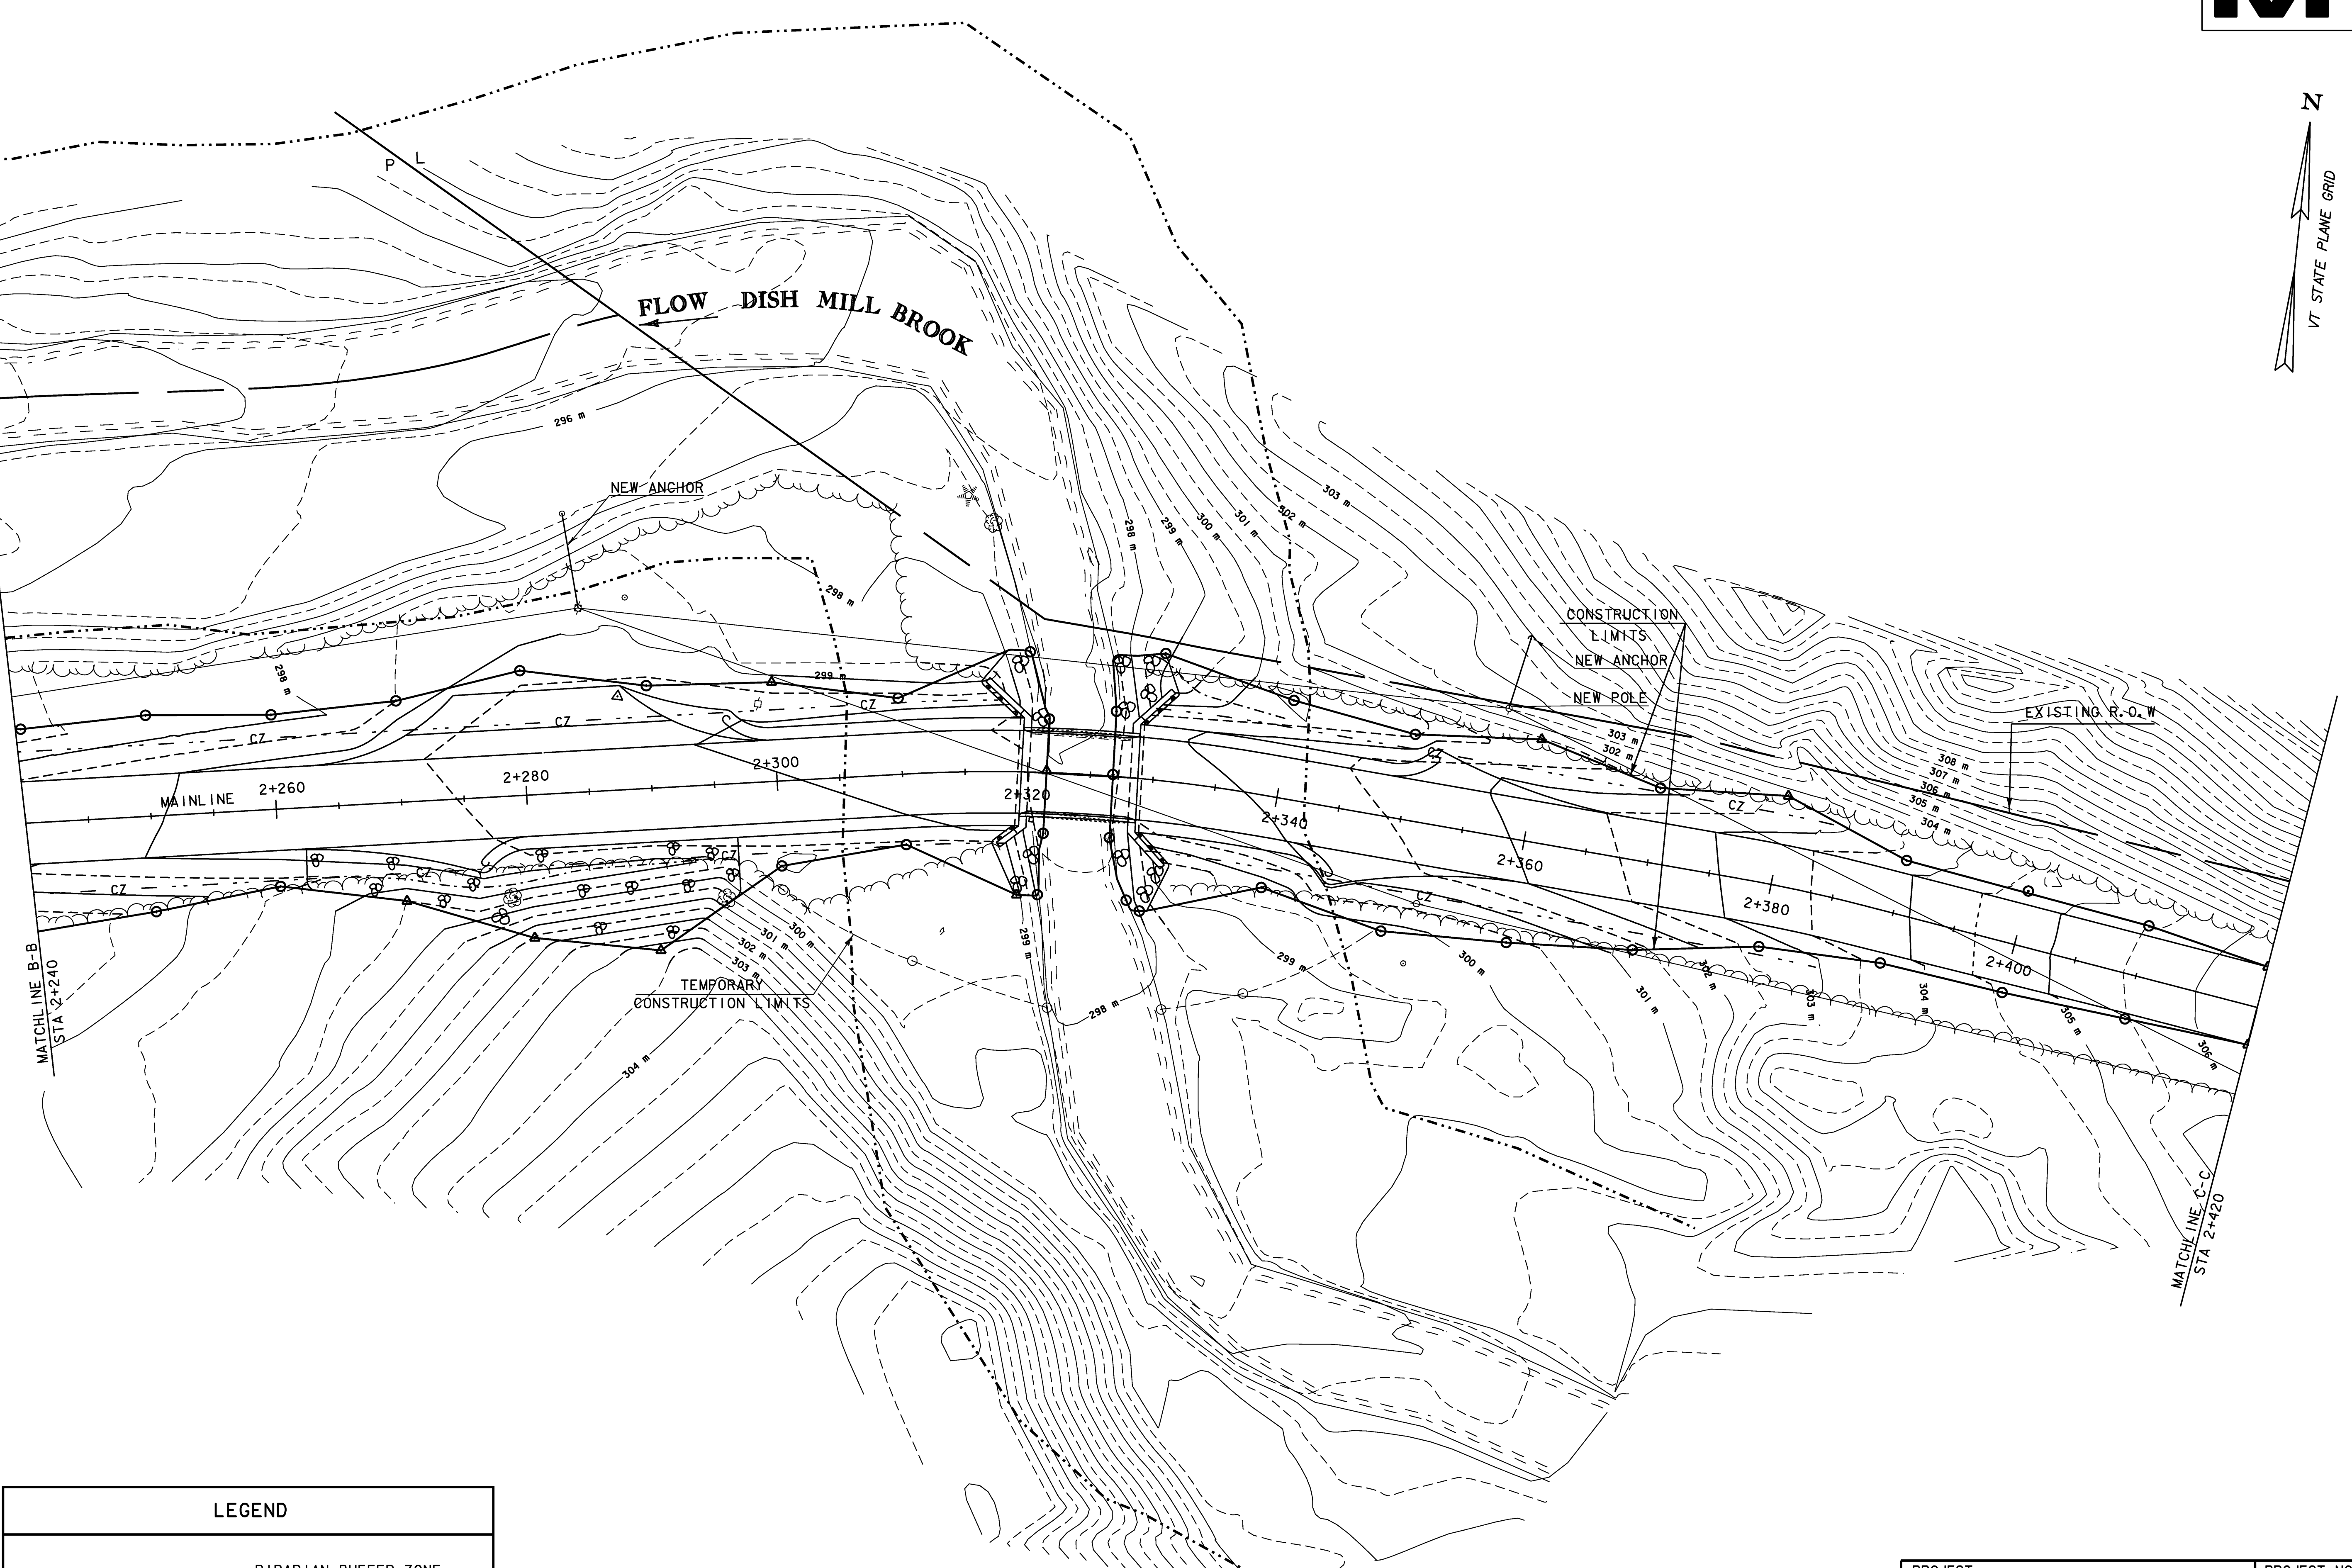 N
VT STATE PLANE GRID
P L
FLOW DISH MILL BROOK
296 m
NEW ANCHOR
303 m
302 m
301 m
300 m
299 m
298 m
298 m
CONSTRUCTION
LIMITS
NEW ANCHOR
NEW POLE
EXISTING R.O.W
298 m
299 m
CZ
CZ
CZ
CZ
303 m
302 m
308 m
307 m
306 m
305 m
304 m
MAINLINE
2+260
2+280
2+300
2+320
2+340
2+360
2+380
2+400
CZ
CZ
CZ
CZ
CZ
MATCHLINE B-B
STA 2+240
300 m
301 m
302 m
303 m
TEMPORARY
CONSTRUCTION LIMITS
299 m
298 m
299 m
300 m
301 m
302 m
303 m
304 m
305 m
306 m
304 m
MATCHLINE C-C
STA 2+420
LEGEND